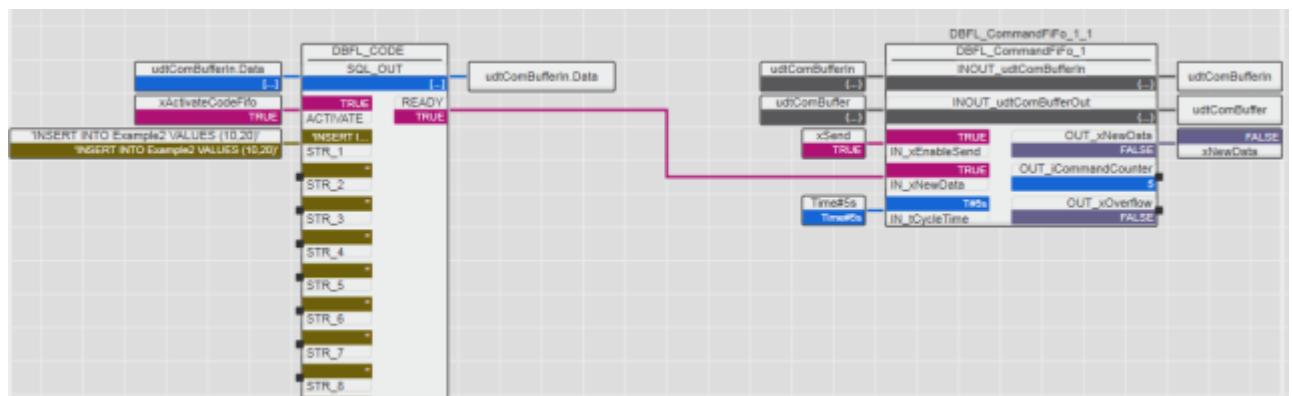 DBFL_CODE
udtComBufferIn.Data
SQL_OUT
udtComBufferIn.Data
[...]
[...]
xActivateCodeFifo
TRUE
READY
TRUE
ACTIVATE
TRUE
'INSERT INTO Example2 VALUES (10,20)'
'INSERT I...
'INSERT INTO Example2 VALUES (10,20)'
STR_1
STR_2
STR_3
STR_4
STR_5
STR_6
STR_7
STR_8
DBFL_CommandFiFo_1_1
DBFL_CommandFiFo_1
udtComBufferIn
INOUT_udtComBufferIn
udtComBufferIn
{...}
{...}
udtComBuffer
INOUT_udtComBufferOut
udtComBuffer
{...}
{...}
xSend
TRUE
OUT_xNewData
FALSE
TRUE
IN_xEnableSend
FALSE
xNewData
TRUE
OUT_iCommandCounter
IN_xNewData
5
Time#5s
T#5s
OUT_xOverflow
Time#5s
IN_tCycleTime
FALSE